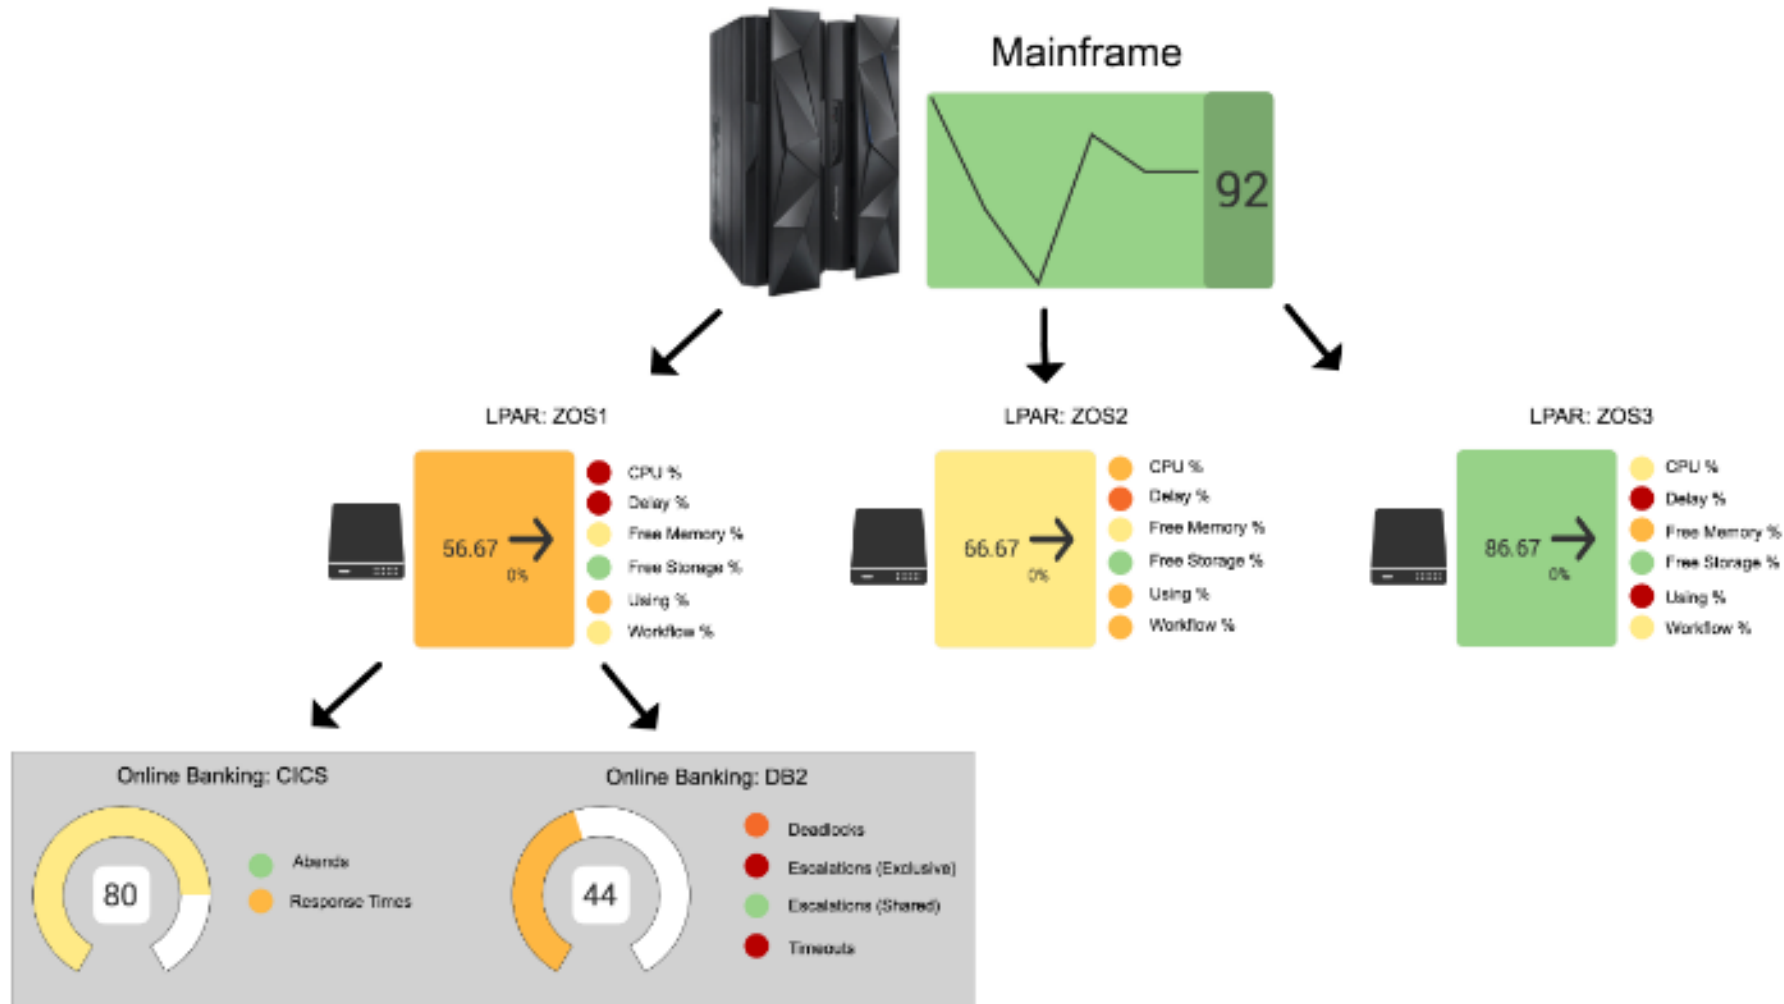 Mainframe
92
LPAR: ZOS1
56.67
0%
CPU %
Delay %
Free Memory %
Free Storage %
Using %
Workflow %
LPAR: ZOS2
66.67
0%
CPU %
Delay %
Free Memory %
Free Storage %
Using %
Workflow %
LPAR: ZOS3
86.67
0%
CPU %
Delay %
Free Memory %
Free Storage %
Using %
Workflow %
Online Banking: CICS
80
Abends
Response Times
Online Banking: DB2
44
Deadlocks
Escalations (Exclusive)
Escalations (Shared)
Timeouts